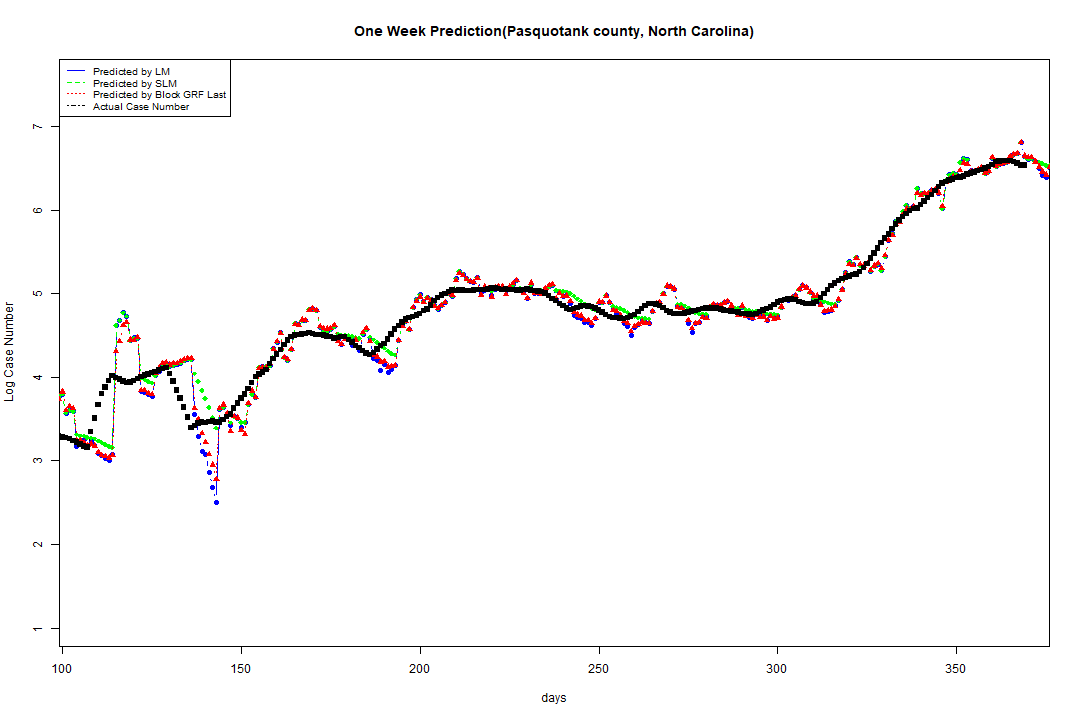 One Week Prediction(Pasquotank county, North Carolina)
Predicted by LM
Predicted by SLM
Predicted by Block GRF Last
Actual Case Number
7
6
5
4
3
2
1
Log Case Number
100 150 200 250 300 350
days